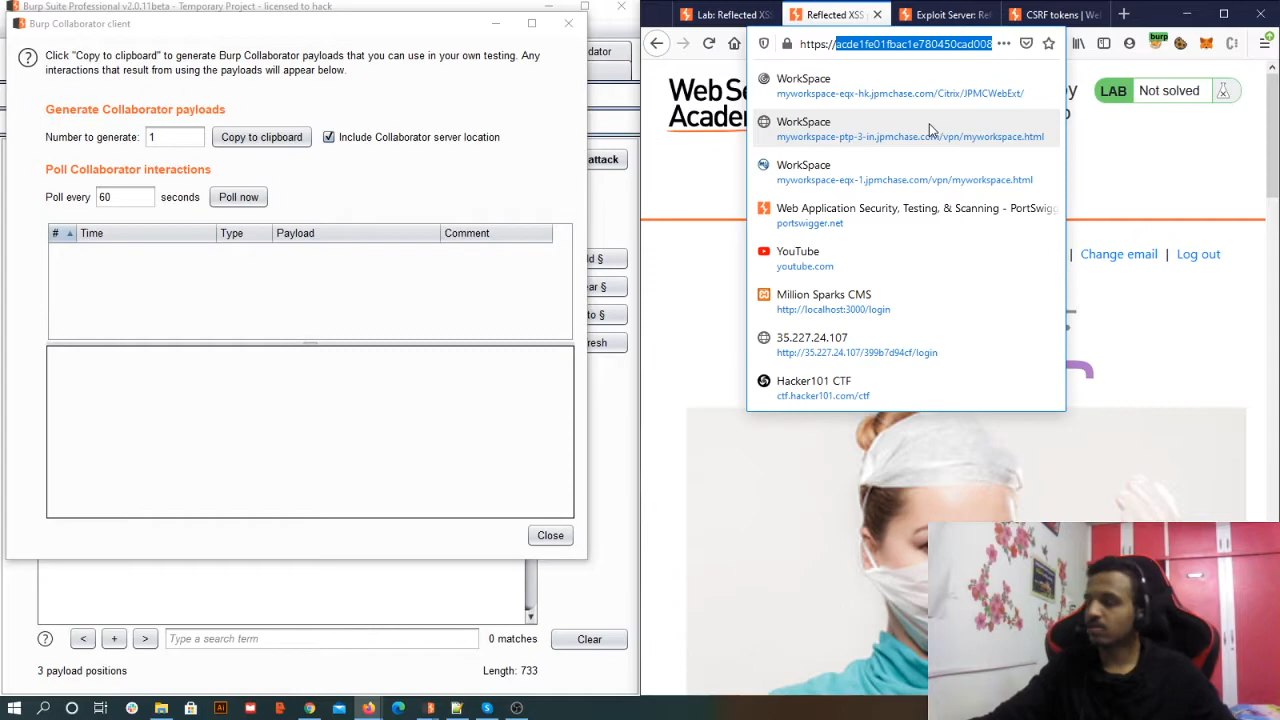 Burp Suite Professional v2.0.11beta - Temporary Project - licensed to hack
Burp Collaborator client
Click "Copy to clipboard" to generate Burp Collaborator payloads that you can use in your own testing. Any
interactions that result from using the payloads will appear below.
Generate Collaborator payloads
Number to generate: 1 Copy to clipboard Include Collaborator server location
Poll Collaborator interactions
Poll every 60 seconds Poll now
# Time Type Payload Comment
Close
attack
§
§
§
< + > Type a search term 0 matches Clear
3 payload positions Length: 733
Lab: Reflected XSS
Reflected XSS
Exploit Server: Re
CSRF tokens | We
https://acde1fe01fbac1e780450cad008
burp
WorkSpace
myworkspace-eqx-hk.jpmchase.com/Citrix/JPMCWebExt/
WorkSpace
myworkspace-ptp-3-in.jpmchase.com/vpn/myworkspace.html
WorkSpace
myworkspace-eqx-1.jpmchase.com/vpn/myworkspace.html
Web Application Security, Testing, & Scanning - PortSwigg
portswigger.net
YouTube
youtube.com
Million Sparks CMS
http://localhost:3000/login
35.227.24.107
http://35.227.24.107/399b7d94cf/login
Hacker101 CTF
ctf.hacker101.com/ctf
Web Se
Academ
LAB Not solved
| Change email | Log out